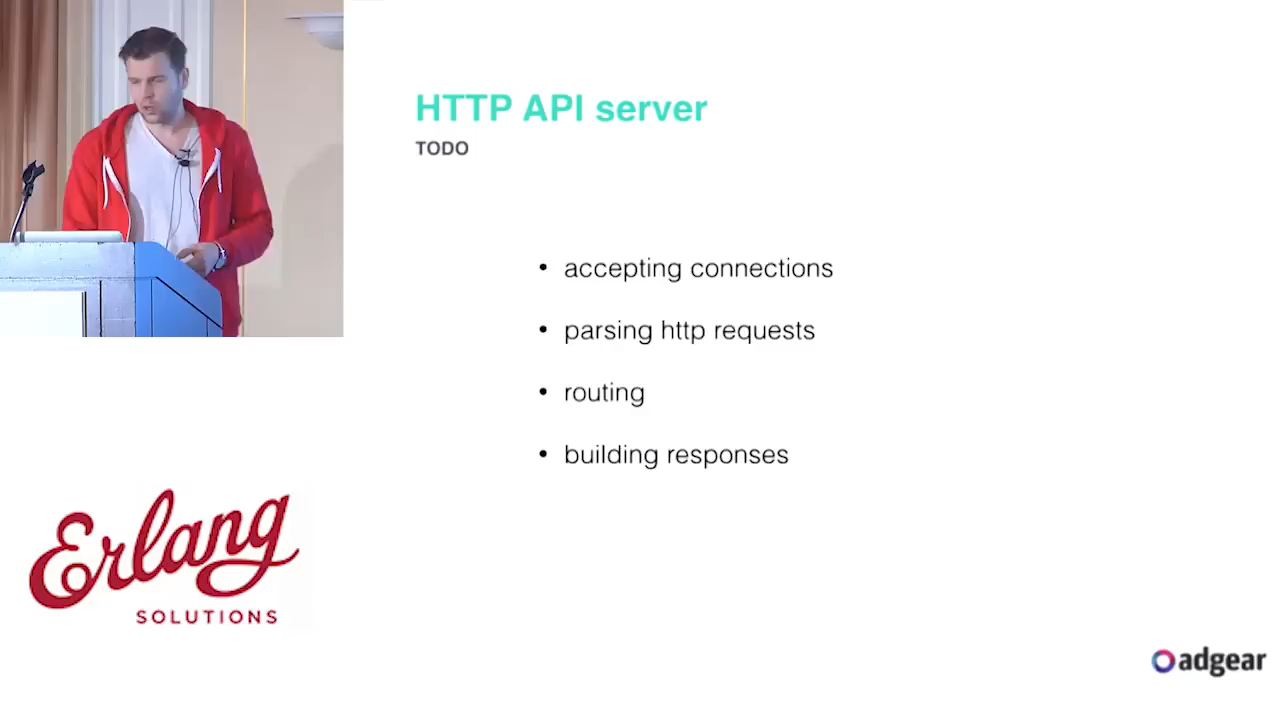 HTTP API server
TODO
• accepting connections
• parsing http requests
• routing
• building responses
Erlang
SOLUTIONS
adgear